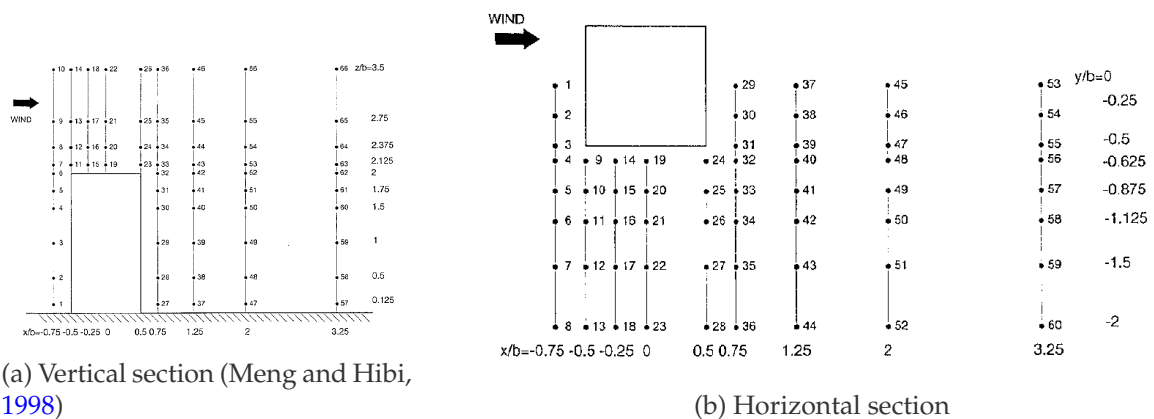 10 14 18 22 26 36 46 56 66 z/b=3.5
WIND
9 13 17 21 25 35 45 55 65 2.75
8 12 16 20 24 34 44 54 64 2.375
7 11 15 19 23 33 43 53 63 2.125
6 32 42 52 62 2
5 31 41 51 61 1.75
4 30 40 50 60 1.5
3 29 39 49 59 1
2 28 38 48 58 0.5
1 27 37 47 57 0.125
x/b=-0.75 -0.5 -0.25 0 0.5 0.75 1.25 2 3.25
(a) Vertical section (Meng and Hibi,
1998)
WIND
1 29 37 45 53 y/b=0
2 30 38 46 54 -0.25
3 31 39 47 55 -0.5
4 9 14 19 24 32 40 48 56 -0.625
5 10 15 20 25 33 41 49 57 -0.875
6 11 16 21 26 34 42 50 58 -1.125
7 12 17 22 27 35 43 51 59 -1.5
8 13 18 23 28 36 44 52 60 -2
x/b=-0.75 -0.5 -0.25 0 0.5 0.75 1.25 2 3.25
(b) Horizontal section